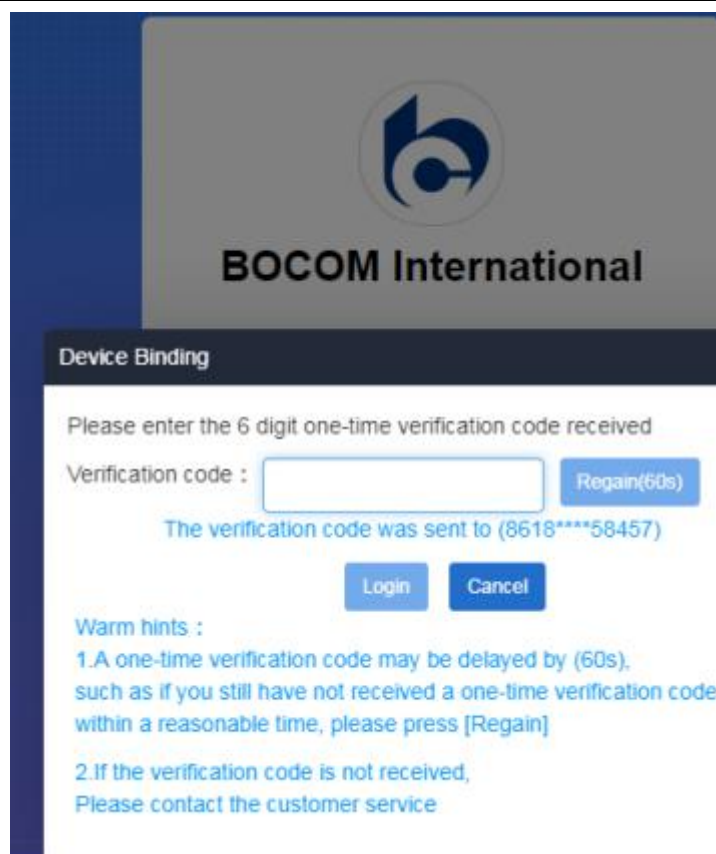 BOCOM International
Device Binding
Please enter the 6 digit one-time verification code received
Verification code : Regain(60s)
The verification code was sent to (8618****58457)
Login Cancel
Warm hints :
1.A one-time verification code may be delayed by (60s),
such as if you still have not received a one-time verification code
within a reasonable time, please press [Regain]
2.If the verification code is not received,
Please contact the customer service